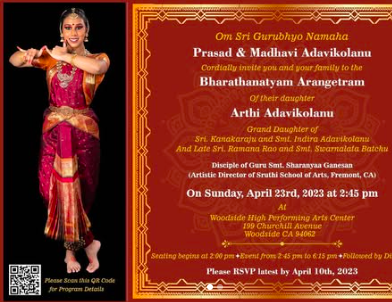 Om Sri Gurubhyo Namaha
Prasad & Madhavi Adavikolanu
Cordially invite you and your family to the
Bharathanatyam Arangetram
Of their daughter
Arthi Adavikolanu
Grand Daughter of
Sri. Kanakaraju and Smt. Indira Adavikolanu
And Late Sri. Ramana Rao and Smt. Swarnalata Raichu
Disciple of Guru Smt. Sharanyaa Ganesan
(Artistic Director of Sruthi School of Arts, Fremont, CA)
On Sunday, April 23rd, 2023 at 2:45 pm
At
Woodside High Performing Arts Center
199 Churchill Avenue
Woodside CA 94062
Seating begins at 2:00 pm ✦ Event from 2:45 pm to 6:15 pm ✦ Followed by
Please RSVP latest by April 10th, 2023
Please Scan this QR Code
for Program Details